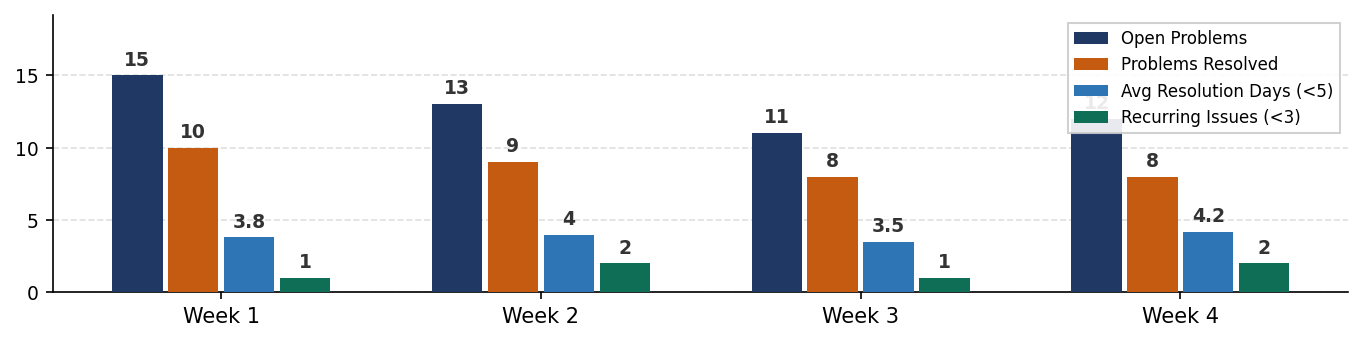 Open Problems
Problems Resolved
Avg Resolution Days (<5)
Recurring Issues (<3)
15
10
5
0
15
10
3.8
1
13
9
4
2
11
8
3.5
1
12
8
4.2
2
Week 1
Week 2
Week 3
Week 4